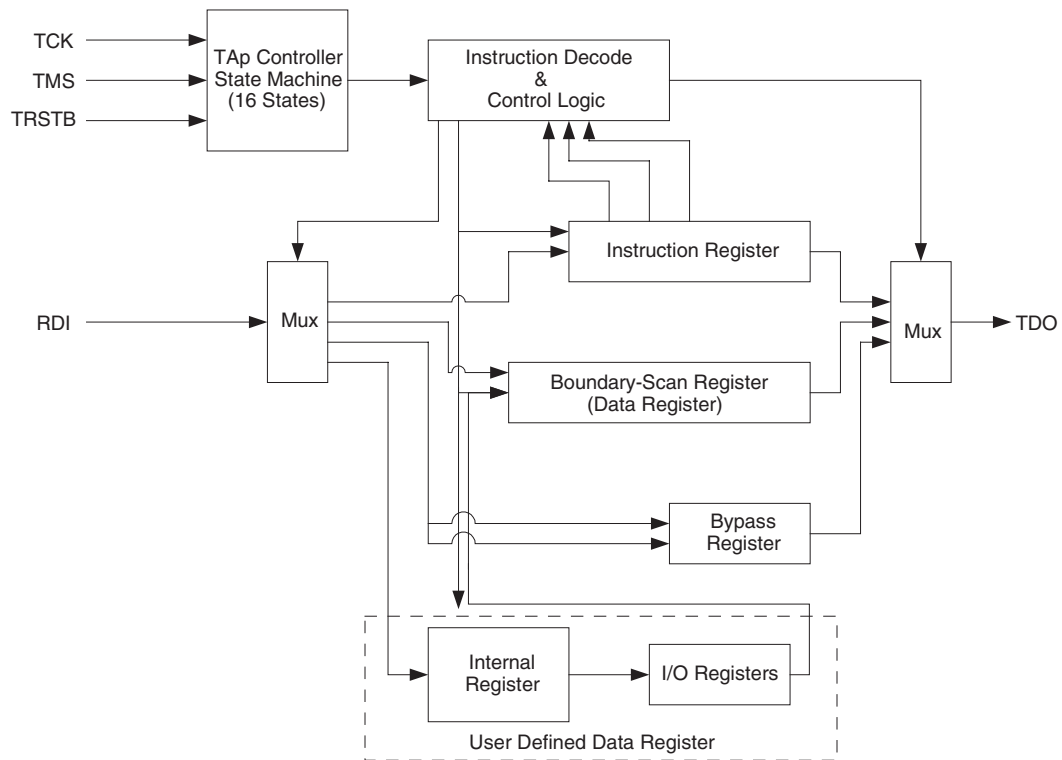 TCK
TMS
TRSTB
TAp Controller
State Machine
(16 States)
Instruction Decode
&
Control Logic
Instruction Register
RDI
Mux
Mux
TDO
Boundary-Scan Register
(Data Register)
Bypass
Register
Internal
Register
I/O Registers
User Defined Data Register